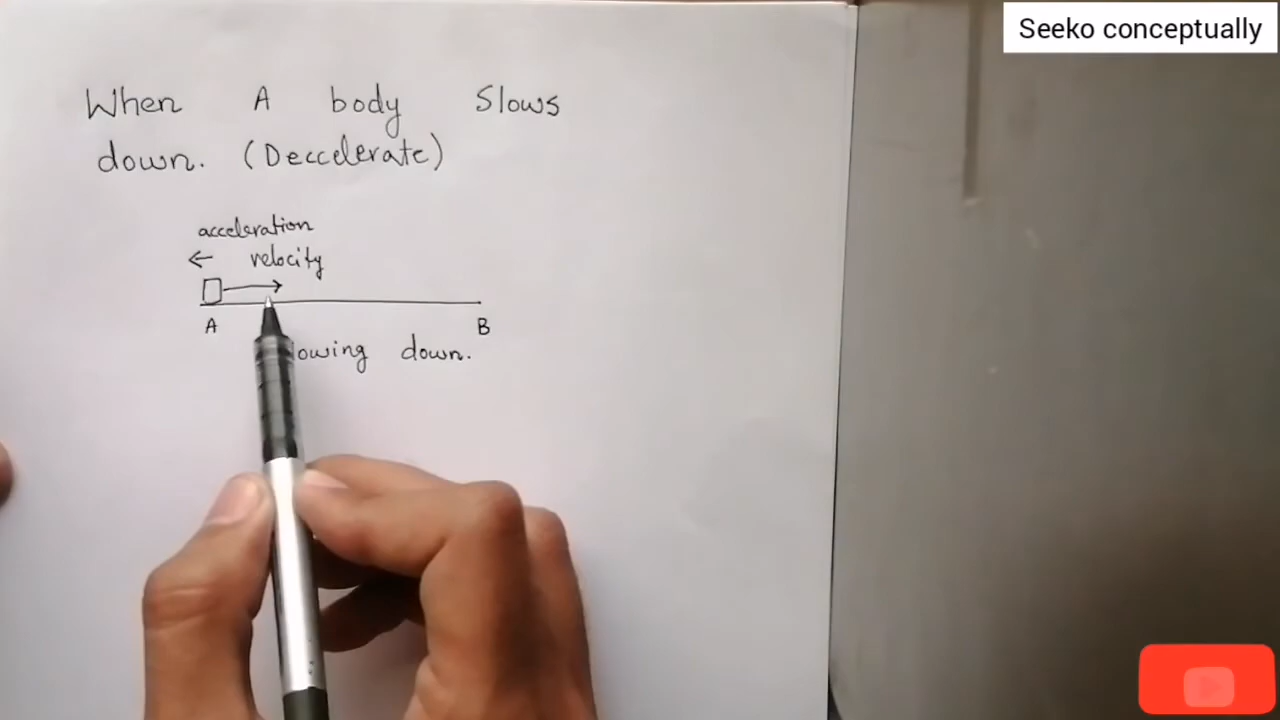 Seeko conceptually
When A body Slows
down. (Deccelerate)
acceleration
← velocity
A B
down.